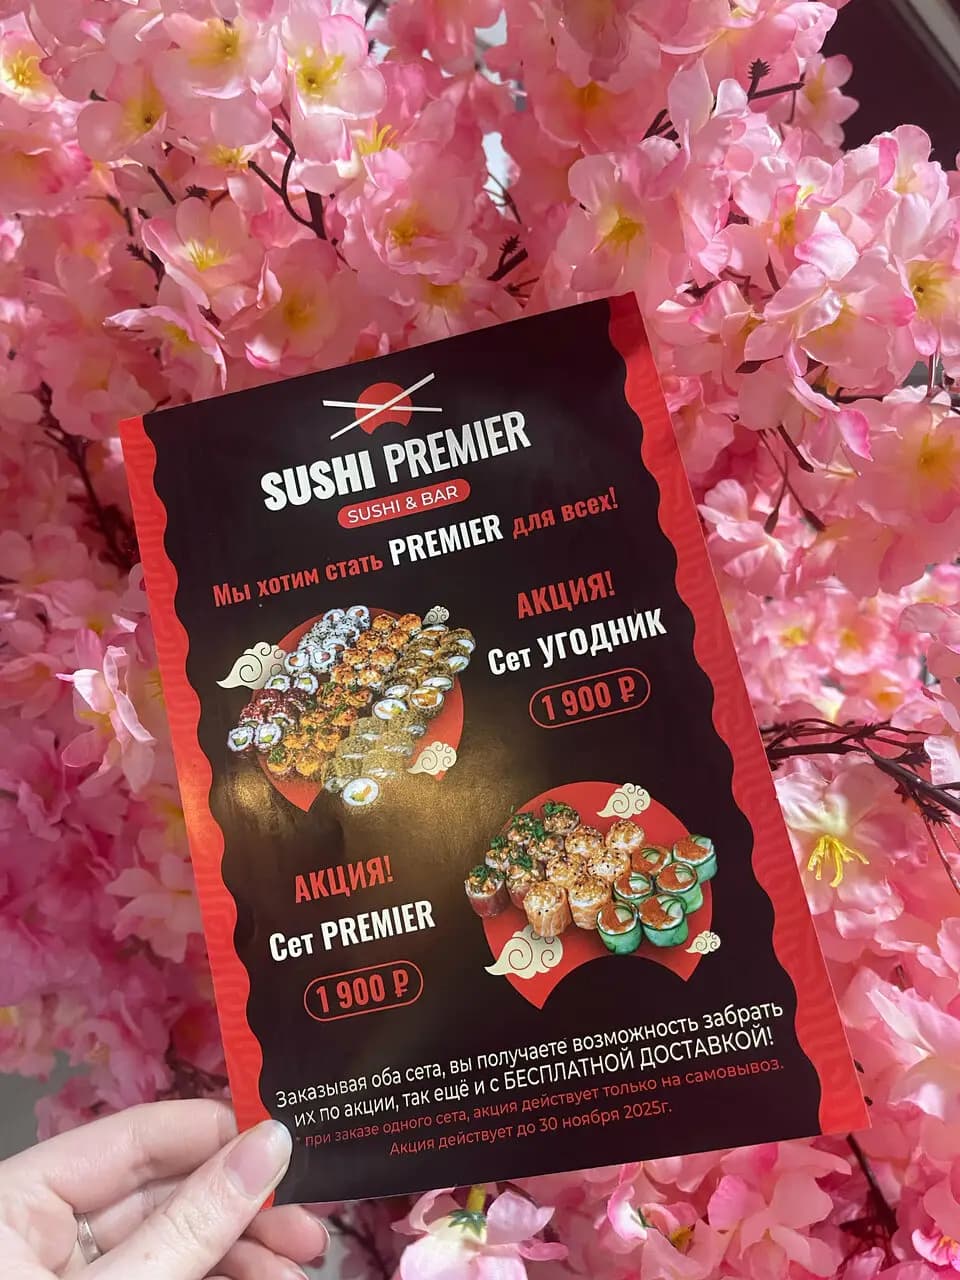 SUSHI PREMIER
SUSHI & BAR
Мы хотим стать PREMIER для всех!
АКЦИЯ!
Сет УГОДНИК
1 900 ₽
АКЦИЯ!
Сет PREMIER
1 900 ₽
Заказывая оба сета, вы получаете возможность забрать
их по акции, так ещё и с БЕСПЛАТНОЙ ДОСТАВКОЙ!
* при заказе одного сета, акция действует только на самовывоз.
Акция действует до 30 ноября 2025г.